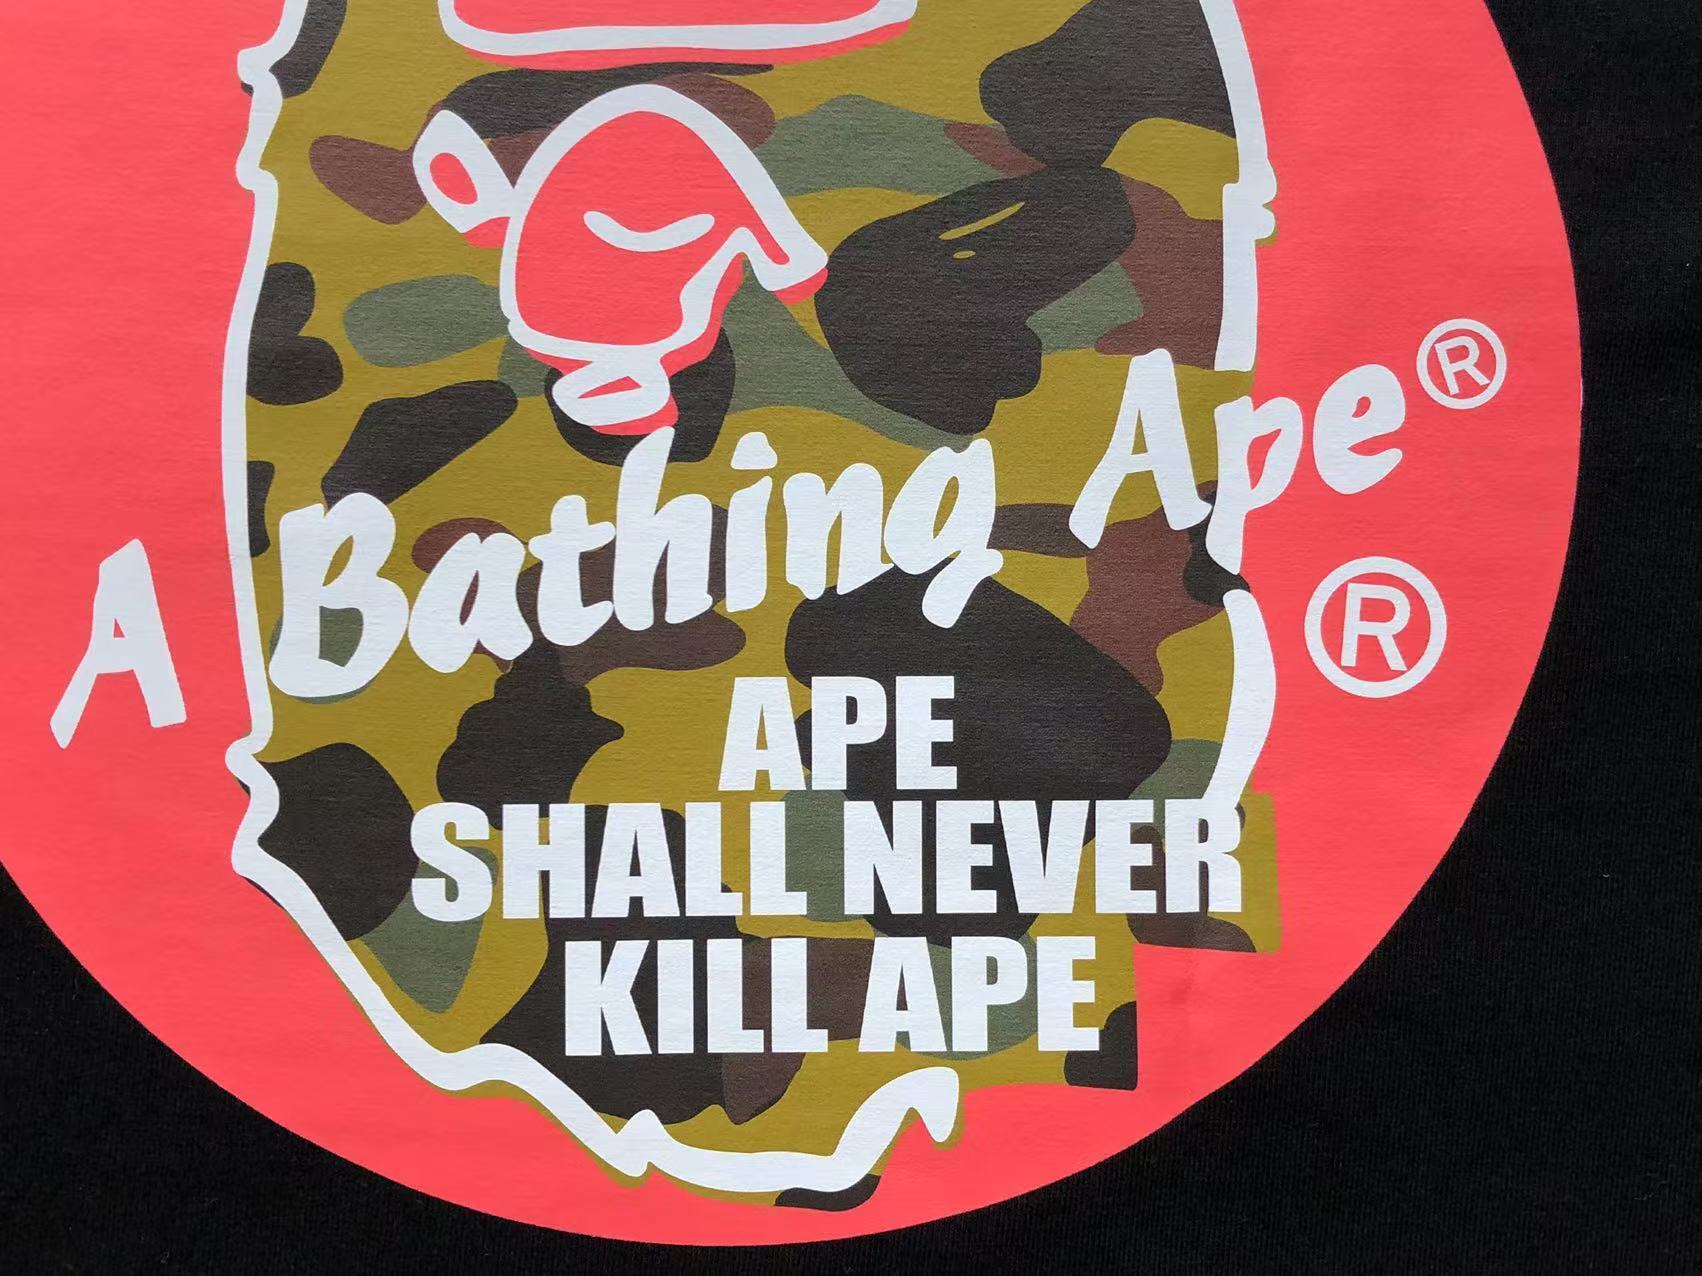 A Bathing Ape®
®
APE
SHALL NEVER
KILL APE